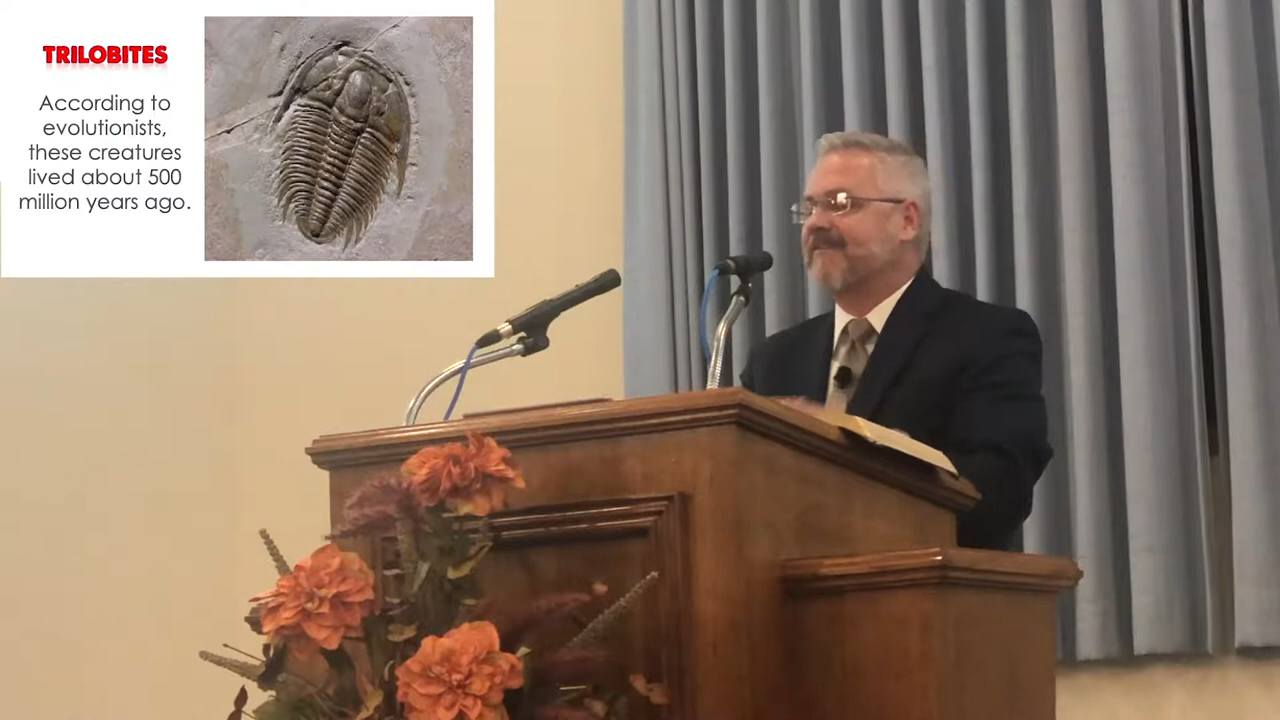 TRILOBITES
According to
evolutionists,
these creatures
lived about 500
million years ago.